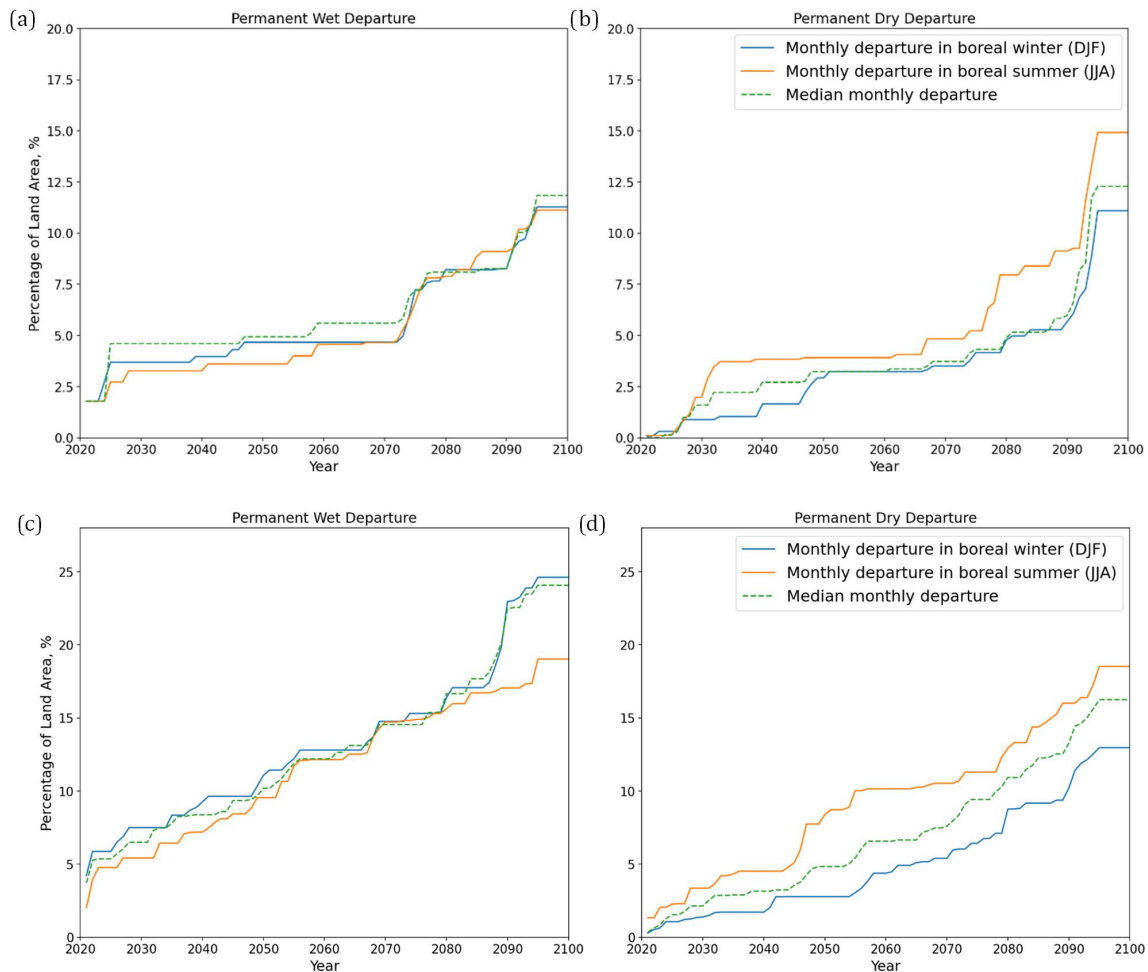 (a)
Permanent Wet Departure
20.0
17.5
15.0
12.5
10.0
7.5
5.0
2.5
0.0
Percentage of Land Area, %
2020 2030 2040 2050 2060 2070 2080 2090 2100
Year
(b)
Permanent Dry Departure
Monthly departure in boreal winter (DJF)
Monthly departure in boreal summer (JJA)
Median monthly departure
20.0
17.5
15.0
12.5
10.0
7.5
5.0
2.5
0.0
2020 2030 2040 2050 2060 2070 2080 2090 2100
Year
(c)
Permanent Wet Departure
25
20
15
10
5
0
Percentage of Land Area, %
2020 2030 2040 2050 2060 2070 2080 2090 2100
Year
(d)
Permanent Dry Departure
Monthly departure in boreal winter (DJF)
Monthly departure in boreal summer (JJA)
Median monthly departure
25
20
15
10
5
0
2020 2030 2040 2050 2060 2070 2080 2090 2100
Year